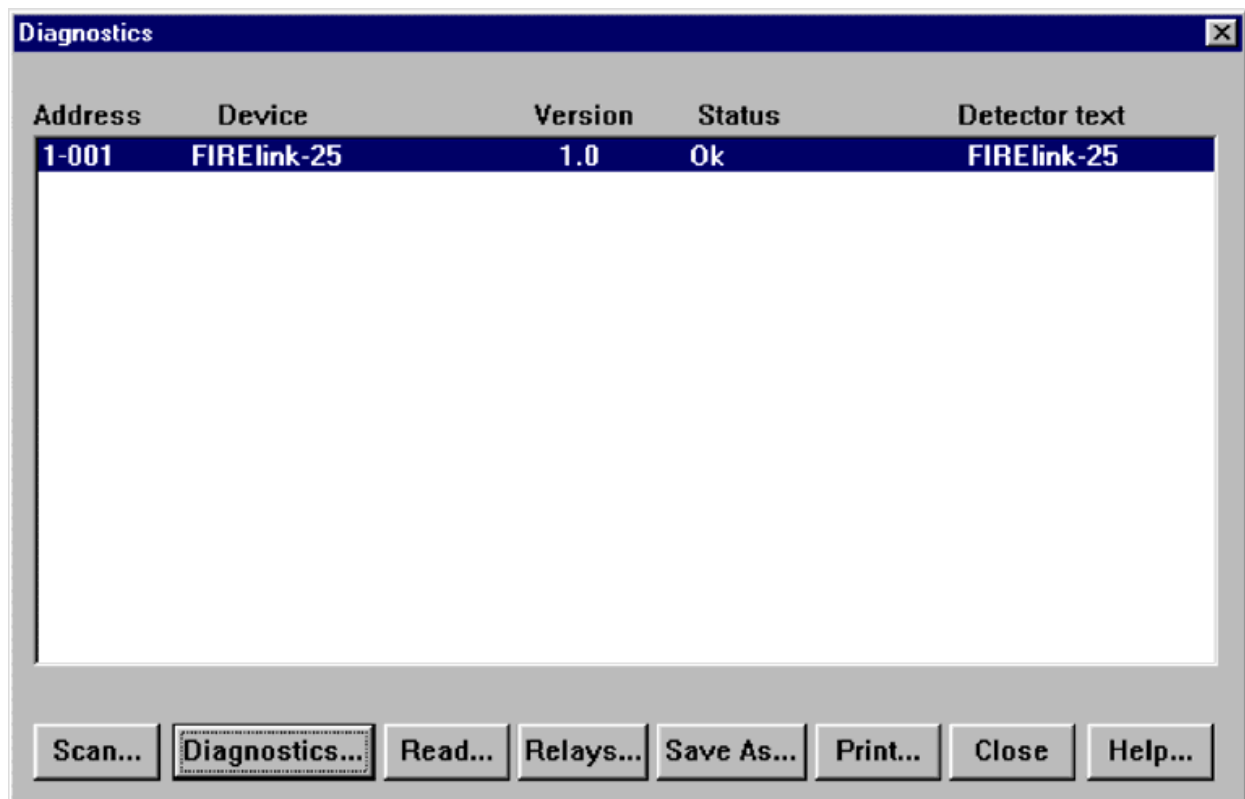 Diagnostics
Address Device Version Status Detector text
1-001 FIRElink-25 1.0 Ok FIRElink-25
Scan... Diagnostics... Read... Relays... Save As... Print... Close Help...